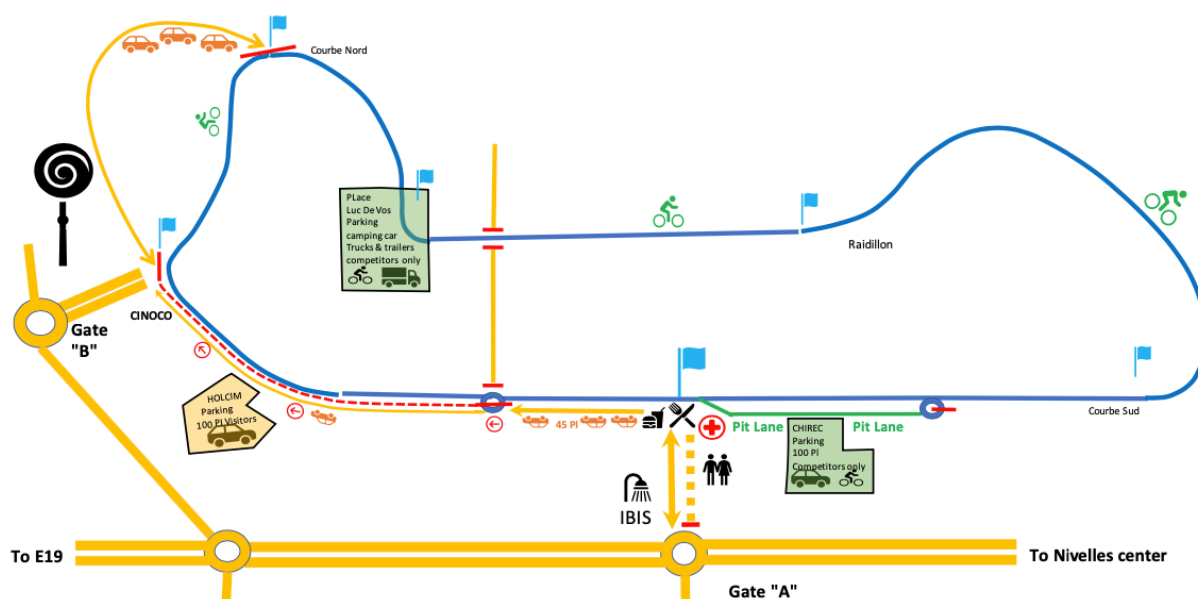 Courbe Nord
PLace
Luc De Vos
Parking
camping car
Trucks & trailers
competitors only
Raidillon
CINOCO
Gate
"B"
HOLCIM
Parking
100 Pl Visitors
45 Pl
Pit Lane
Pit Lane
CHIREC
Parking
100 Pl
Competitors only
Courbe Sud
IBIS
To E19
To Nivelles center
Gate "A"